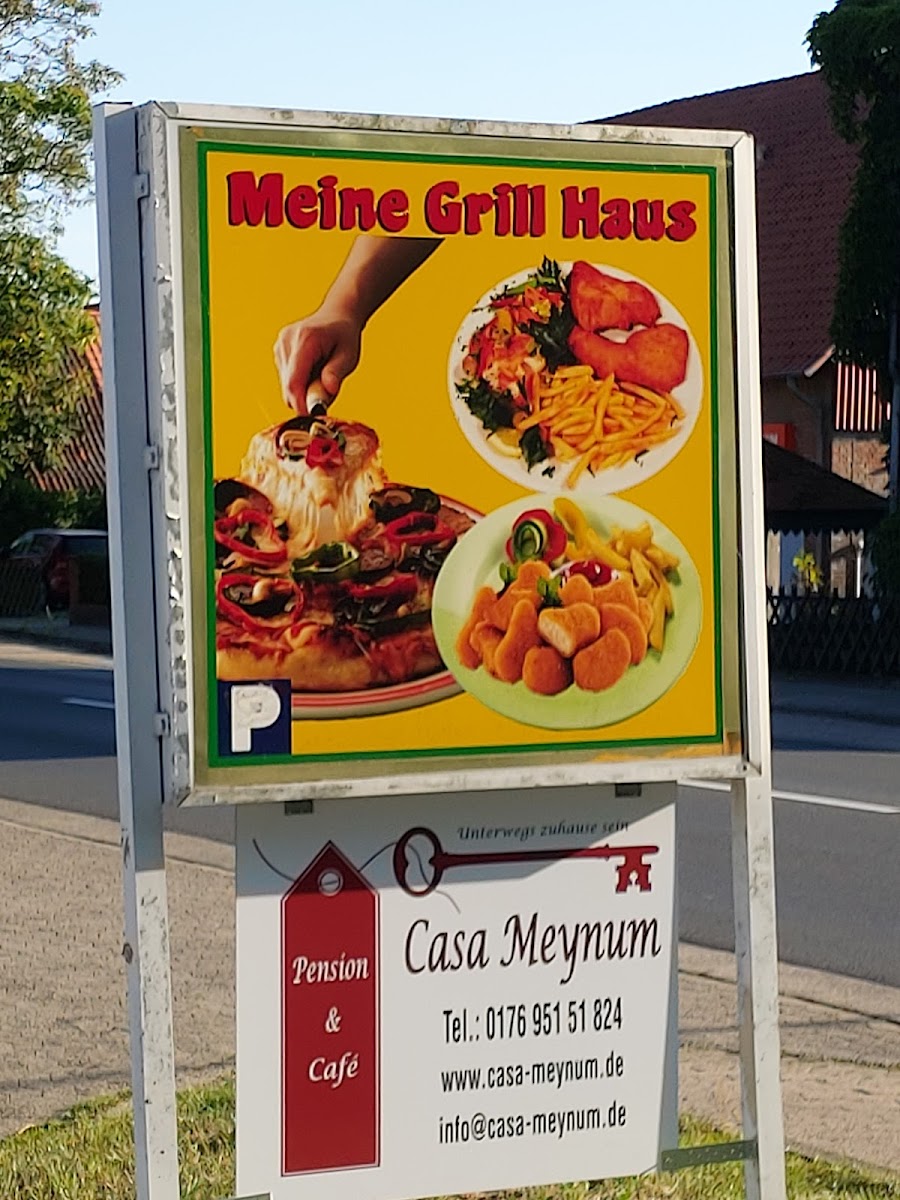 Meine Grill Haus
P
Unterwegs zuhause sein
Casa Meynum
Pension
&
Café
Tel.: 0176 951 51 824
www.casa-meynum.de
info@casa-meynum.de